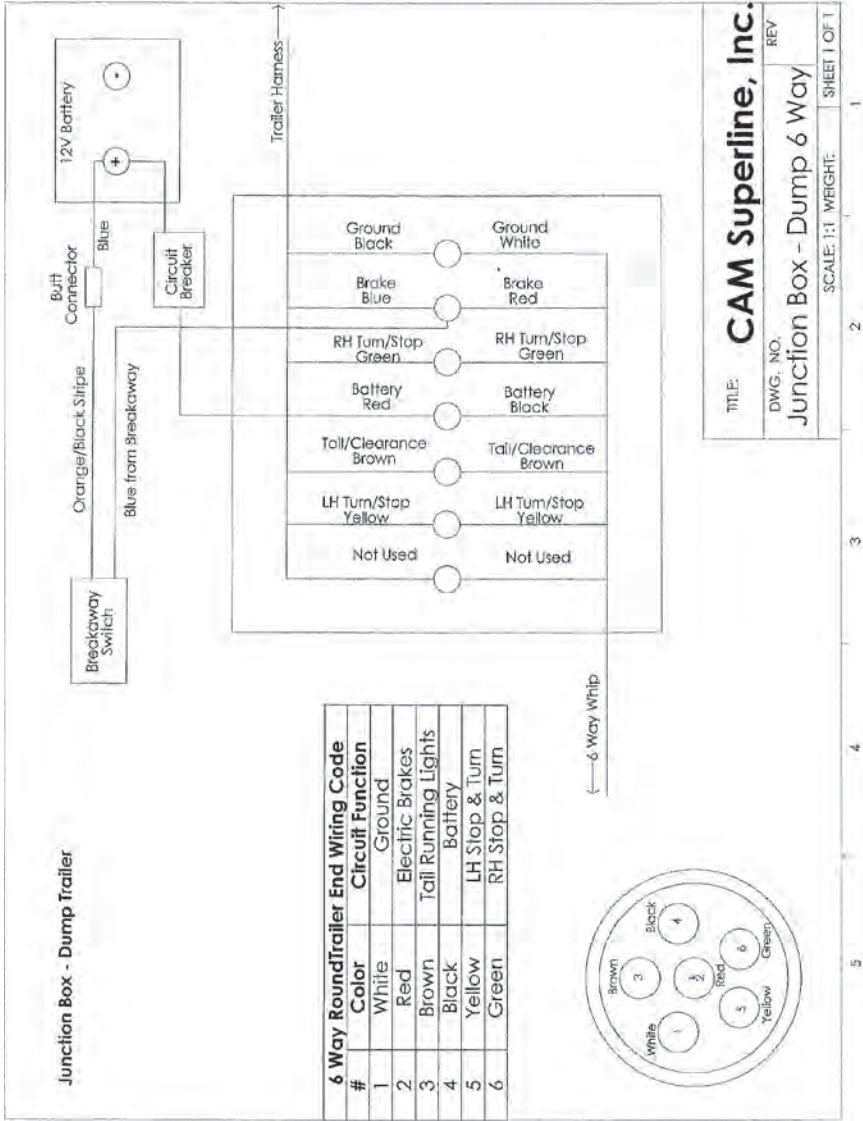 Junction Box - Dump Trailer
Breakaway
Switch
Orange/Black Stripe
Blue from Breakaway
Butt
Connector
Blue
Circuit
Breaker
12V Battery
+
-
6 Way RoundTrailer End Wiring Code
# Color Circuit Function
1 White Ground
2 Red Electric Brakes
3 Brown Tail Running Lights
4 Black Battery
5 Yellow LH Stop & Turn
6 Green RH Stop & Turn
White
1
Brown
3
Black
4
2
Red
5
Yellow
6
Green
Trailer Harness
Ground
Black
Ground
White
Brake
Blue
Brake
Red
RH Turn/Stop
Green
RH Turn/Stop
Green
Battery
Red
Battery
Black
Tail/Clearance
Brown
Tail/Clearance
Brown
LH Turn/Stop
Yellow
LH Turn/Stop
Yellow
Not Used
Not Used
6 Way Whip
TITLE:
CAM Superline, Inc.
DWG. NO.
REV
Junction Box - Dump 6 Way
SCALE: 1:1 WEIGHT: SHEET 1 OF 1
5 4 3 2 1